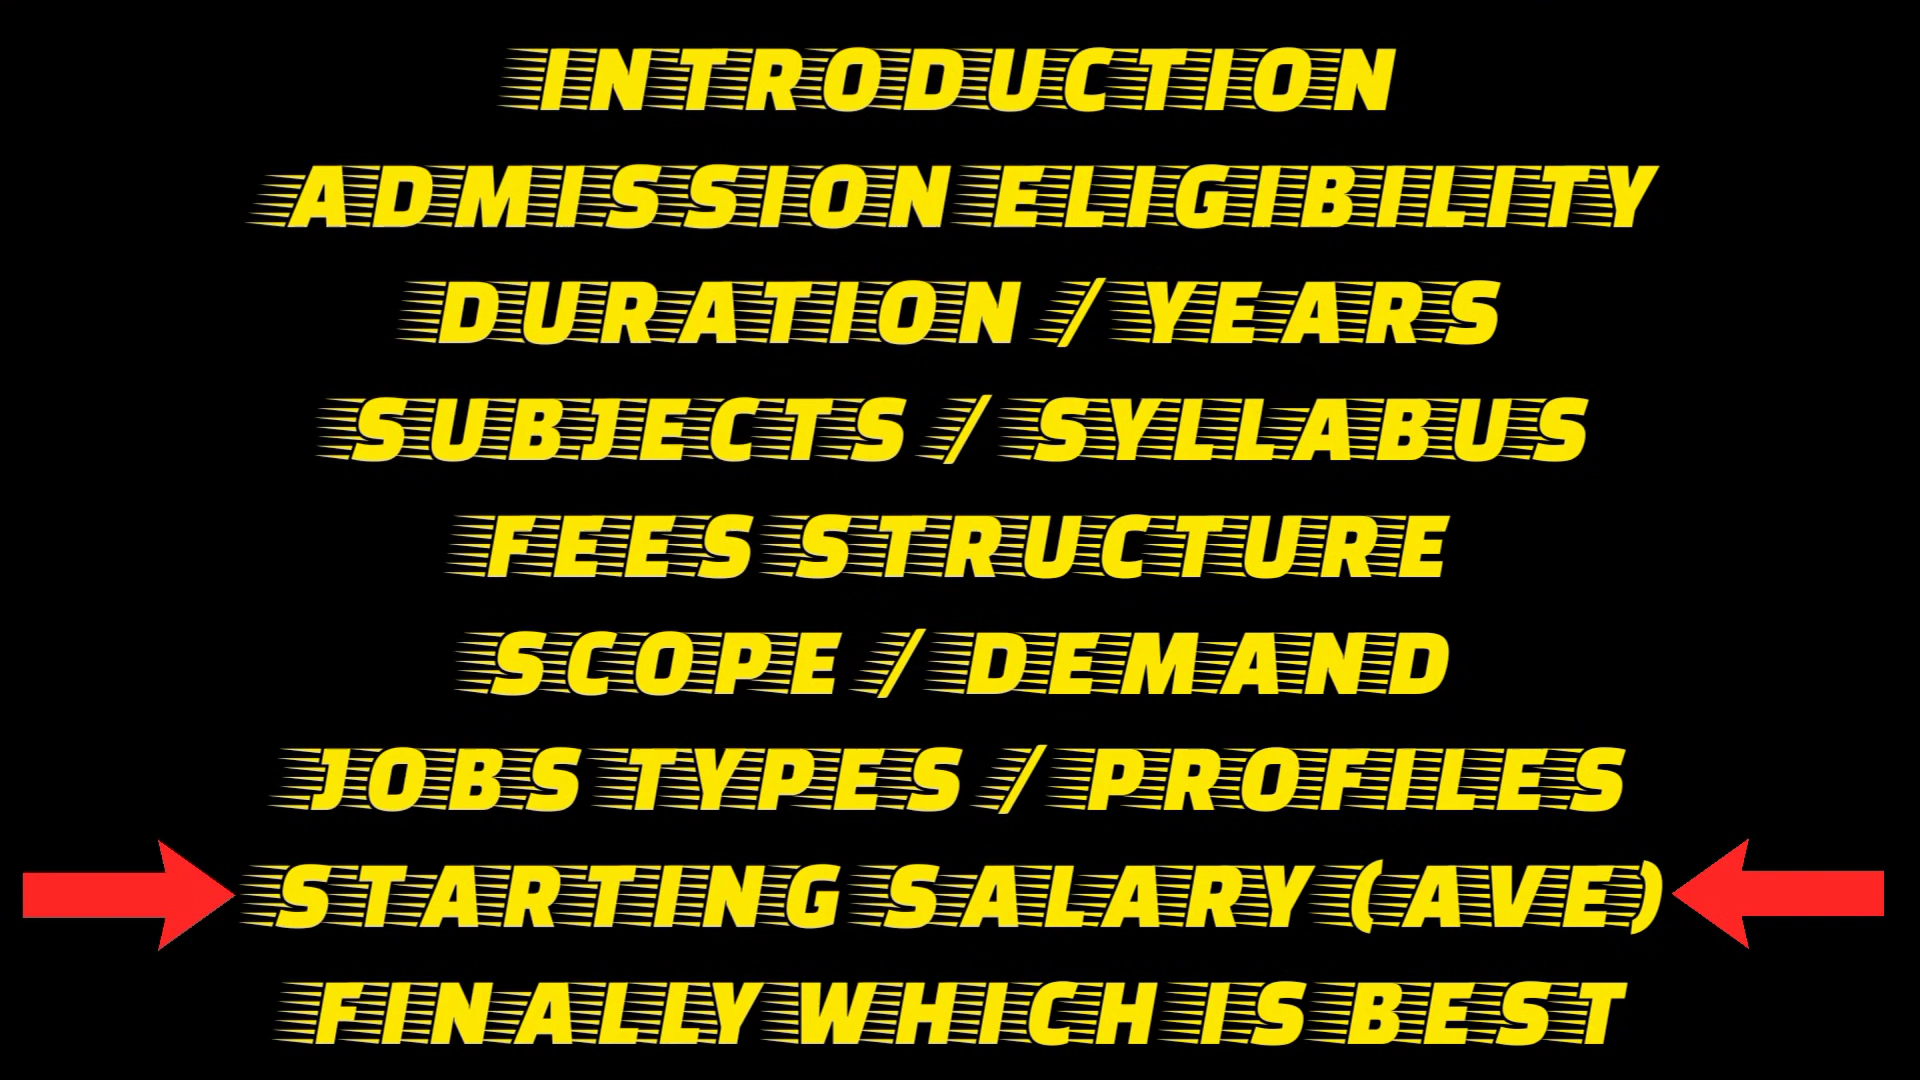 INTRODUCTION
ADMISSION ELIGIBILITY
DURATION / YEARS
SUBJECTS / SYLLABUS
FEES STRUCTURE
SCOPE / DEMAND
JOBS TYPES / PROFILES
STARTING SALARY (AVE)
FINALLY WHICH IS BEST